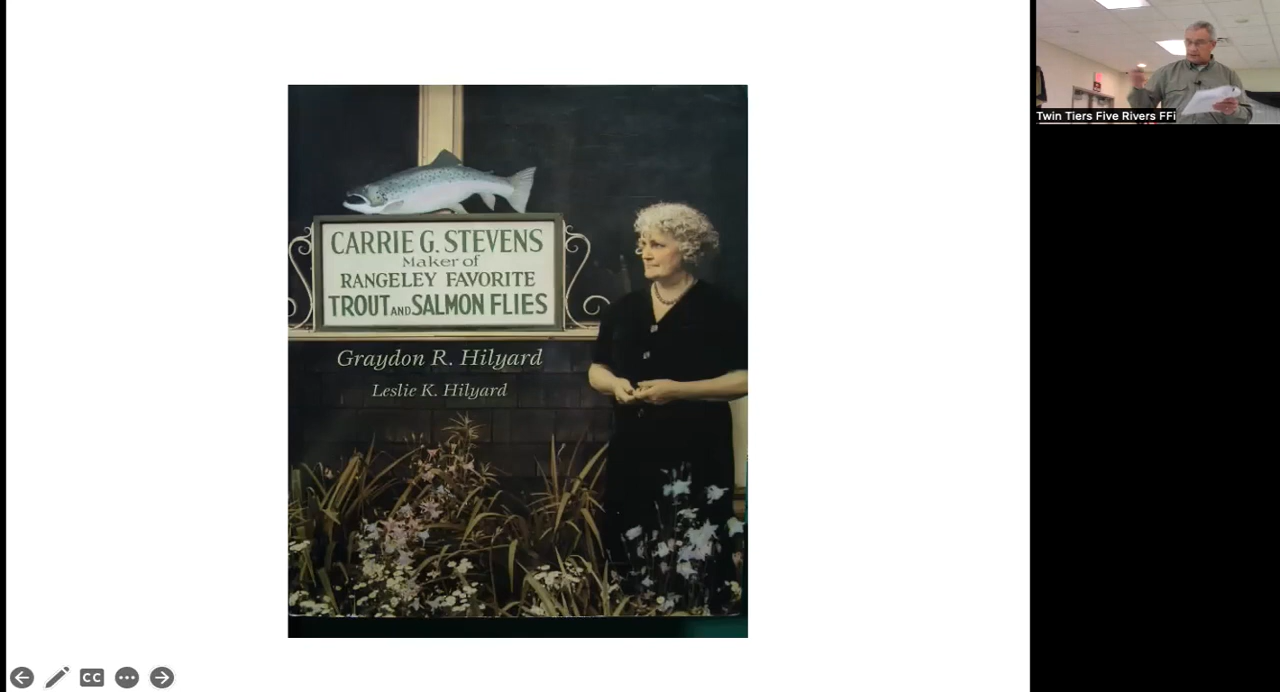 CARRIE G. STEVENS
Maker of
RANGELEY FAVORITE
TROUT AND SALMON FLIES
Graydon R. Hilyard
Leslie K. Hilyard
Twin Tiers Five Rivers FFi
CC